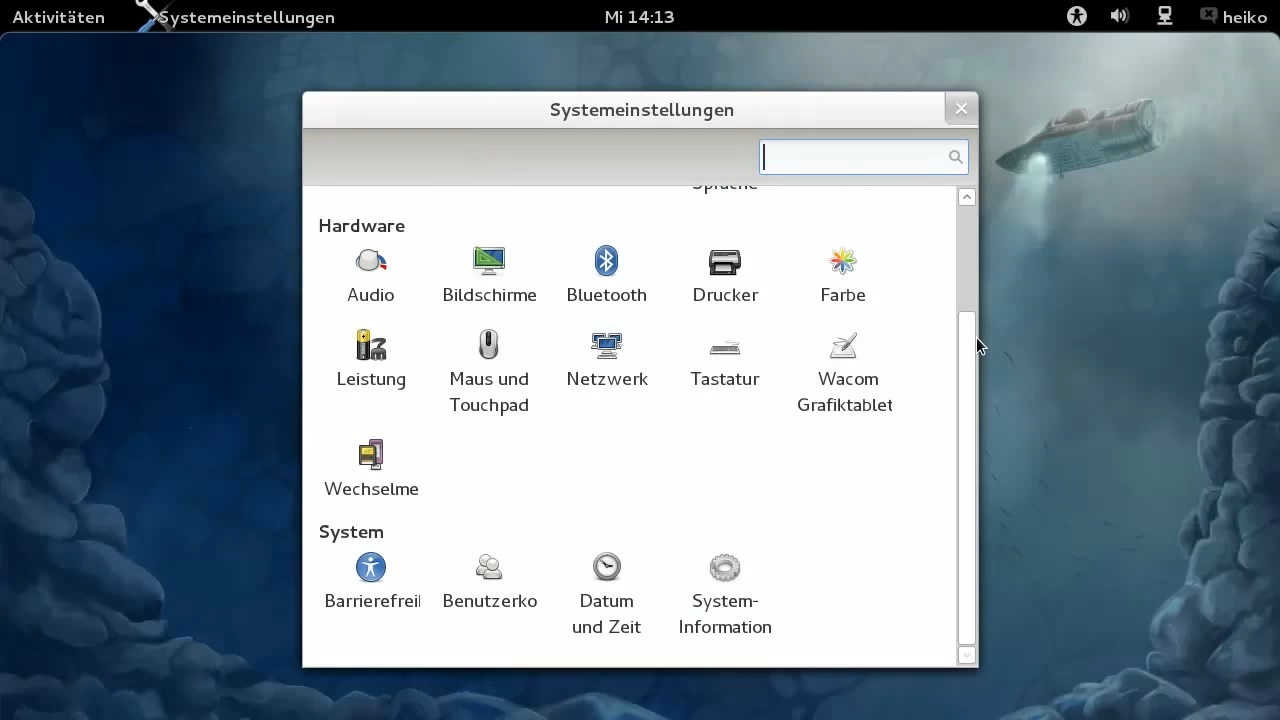 Aktivitäten Systemeinstellungen Mi 14:13 heiko
Systemeinstellungen
Sprache
Hardware
Audio Bildschirme Bluetooth Drucker Farbe
Leistung Maus und Touchpad Netzwerk Tastatur Wacom Grafiktablet
Wechselme
System
Barrierefrei Benutzerko Datum und Zeit System-Information